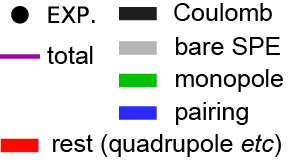 EXP.
total
Coulomb
bare SPE
monopole
pairing
rest (quadrupole etc)